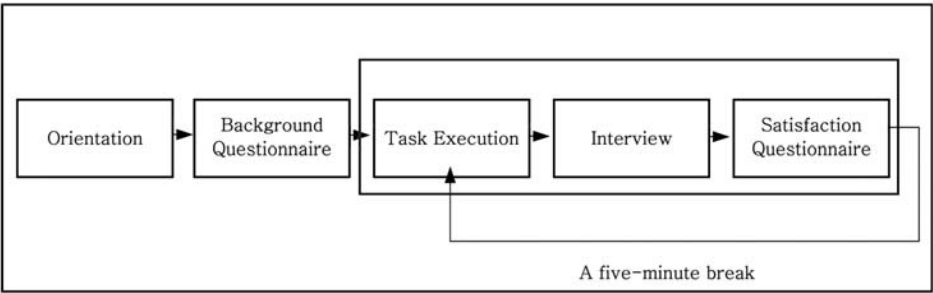 Orientation
Background
Questionnaire
Task Execution
Interview
Satisfaction
Questionnaire
A five-minute break